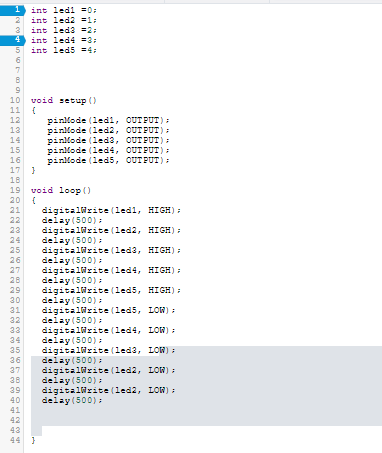 1 int led1 =0;
2 int led2 =1;
3 int led3 =2;
4 int led4 =3;
5 int led5 =4;
6
7
8
9
10 void setup()
11 {
12 pinMode(led1, OUTPUT);
13 pinMode(led2, OUTPUT);
14 pinMode(led3, OUTPUT);
15 pinMode(led4, OUTPUT);
16 pinMode(led5, OUTPUT);
17 }
18
19 void loop()
20 {
21 digitalWrite(led1, HIGH);
22 delay(500);
23 digitalWrite(led2, HIGH);
24 delay(500);
25 digitalWrite(led3, HIGH);
26 delay(500);
27 digitalWrite(led4, HIGH);
28 delay(500);
29 digitalWrite(led5, HIGH);
30 delay(500);
31 digitalWrite(led5, LOW);
32 delay(500);
33 digitalWrite(led4, LOW);
34 delay(500);
35 digitalWrite(led3, LOW);
36 delay(500);
37 digitalWrite(led2, LOW);
38 delay(500);
39 digitalWrite(led2, LOW);
40 delay(500);
41
42
43
44 }